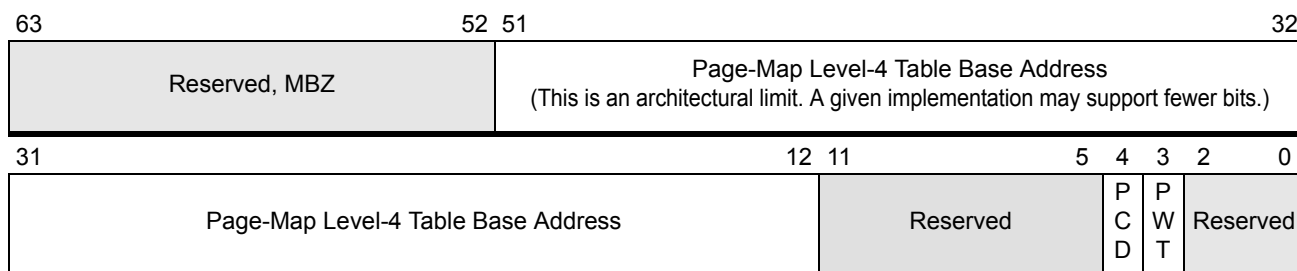 63 52 51 32
Reserved, MBZ
Page-Map Level-4 Table Base Address
(This is an architectural limit. A given implementation may support fewer bits.)
31 12 11 5 4 3 2 0
Page-Map Level-4 Table Base Address
Reserved
PCD
PWT
Reserved